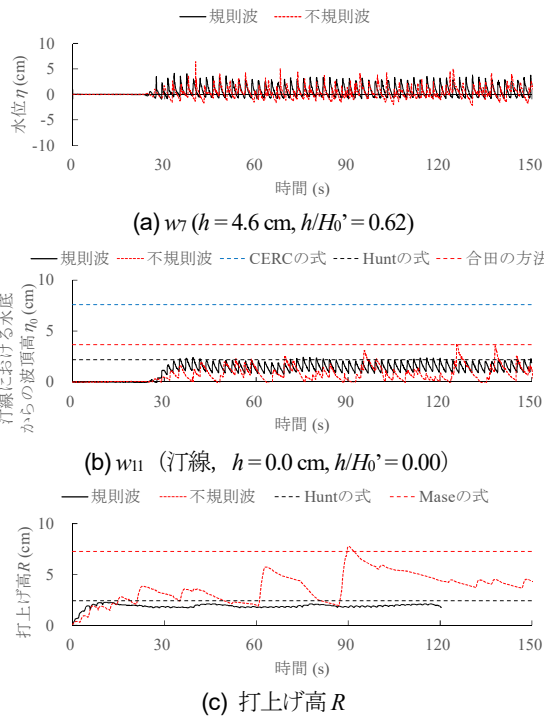 規則波 不規則波
10
5
0
-5
-10
水位 η (cm)
0 30 60 90 120 150
時間 (s)
(a) w7 (h = 4.6 cm, h/H0’ = 0.62)
規則波 不規則波 CERCの式 Huntの式 合田の方法
10
5
0
汀線における水底
からの波頂高η0 (cm)
0 30 60 90 120 150
時間 (s)
(b) w11 (汀線, h = 0.0 cm, h/H0’ = 0.00)
規則波 不規則波 Huntの式 Maseの式
10
5
0
打上げ高R (cm)
0 30 60 90 120 150
時間 (s)
(c) 打上げ高 R